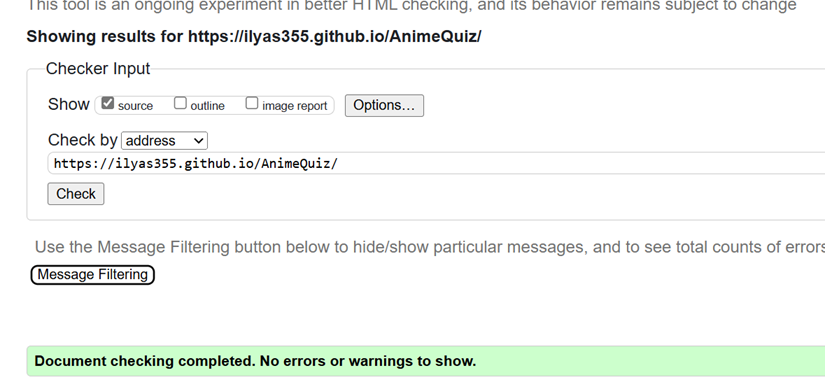 This tool is an ongoing experiment in better HTML checking, and its behavior remains subject to change
Showing results for https://ilyas355.github.io/AnimeQuiz/
Checker Input
Show source outline image report Options...
Check by address
https://ilyas355.github.io/AnimeQuiz/
Check
Use the Message Filtering button below to hide/show particular messages, and to see total counts of errors
Message Filtering
Document checking completed. No errors or warnings to show.